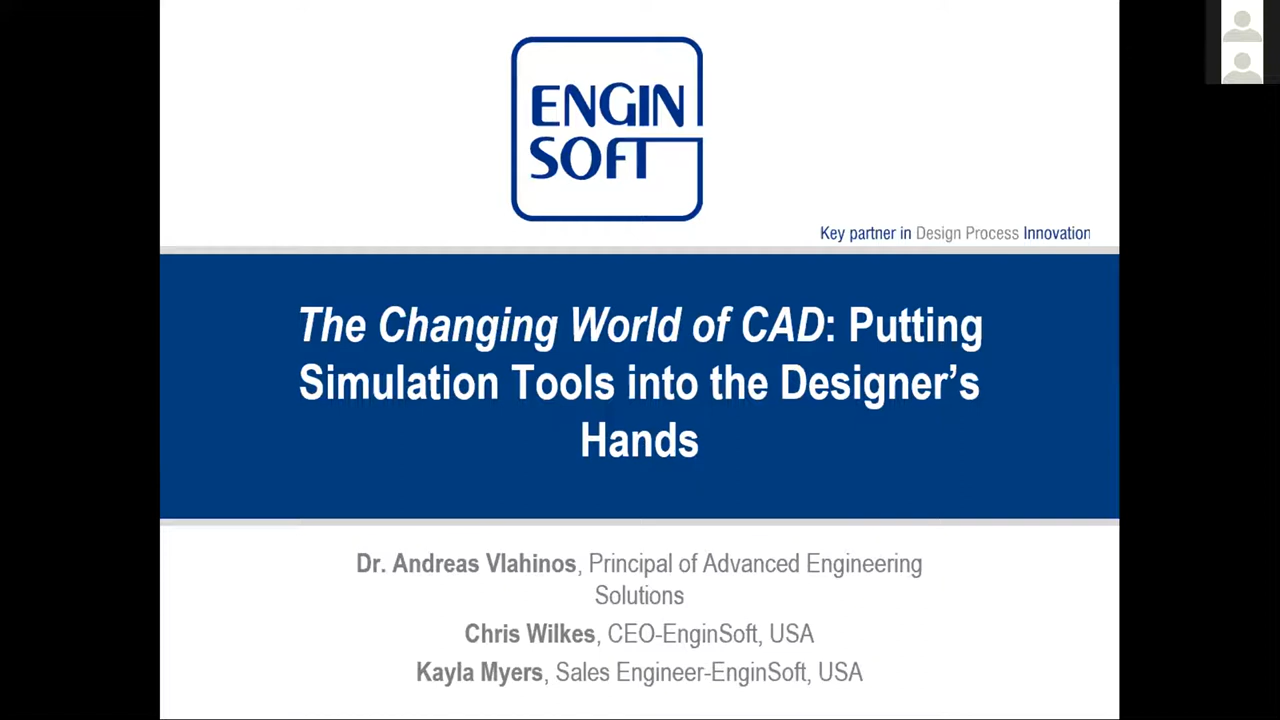 ENGIN
SOFT
Key partner in Design Process Innovation
The Changing World of CAD: Putting
Simulation Tools into the Designer’s
Hands
Dr. Andreas Vlahinos, Principal of Advanced Engineering
Solutions
Chris Wilkes, CEO-EnginSoft, USA
Kayla Myers, Sales Engineer-EnginSoft, USA